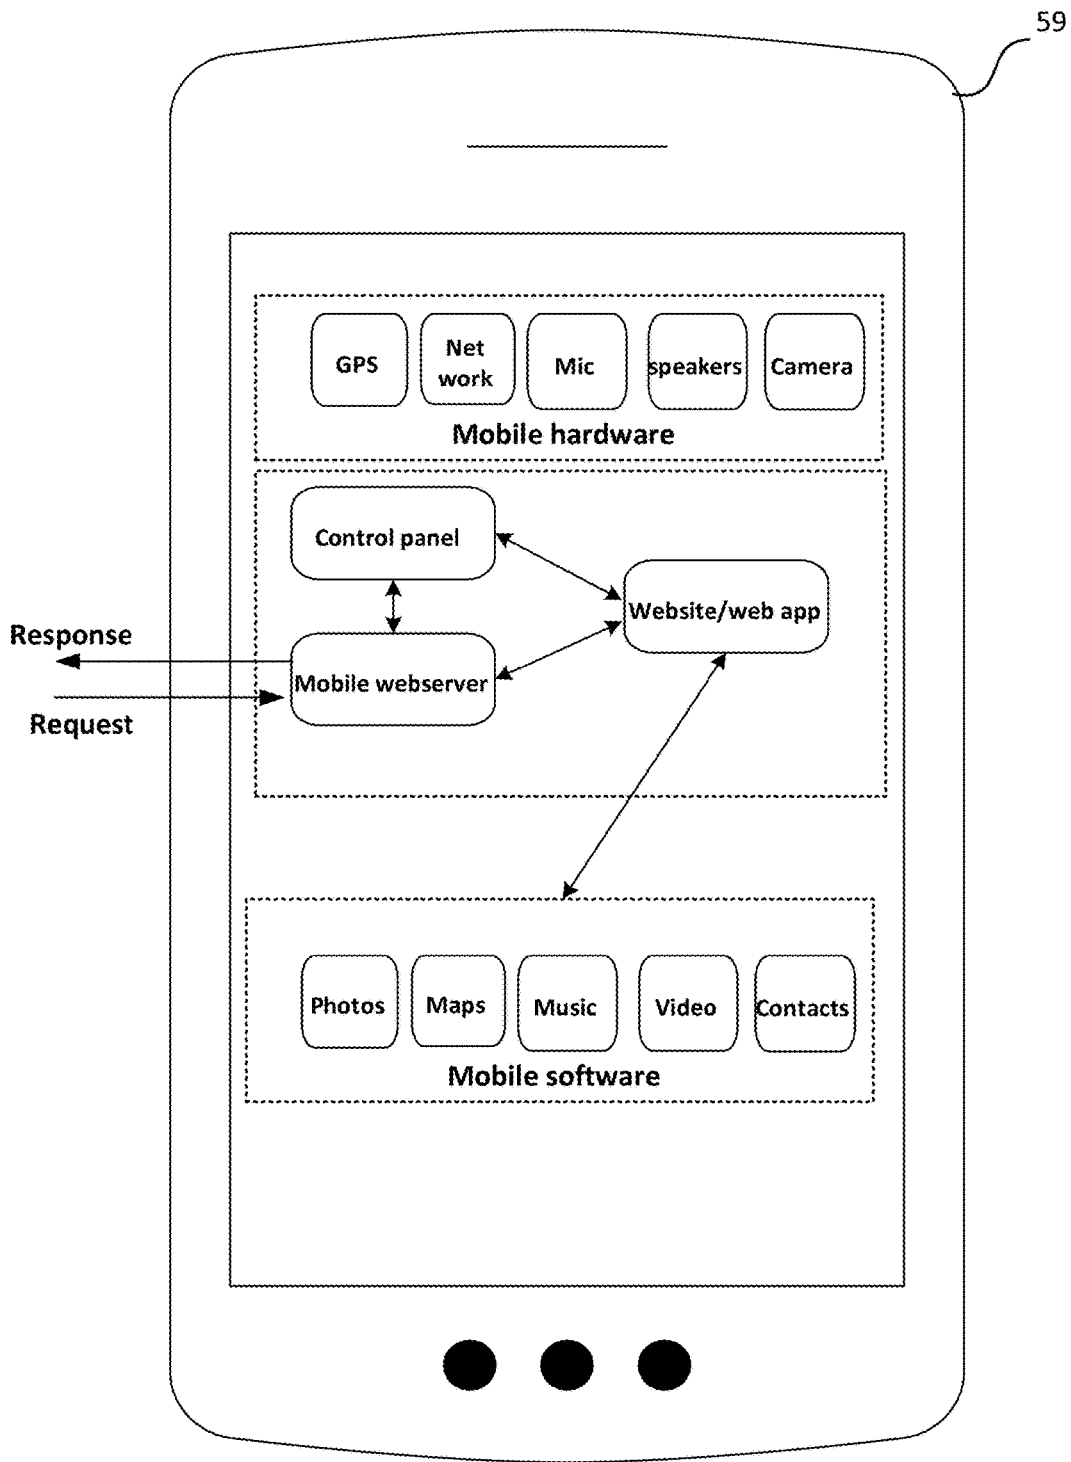 59
GPS
Net
work
Mic
speakers
Camera
Mobile hardware
Control panel
Website/web app
Response
Mobile webserver
Request
Photos
Maps
Music
Video
Contacts
Mobile software